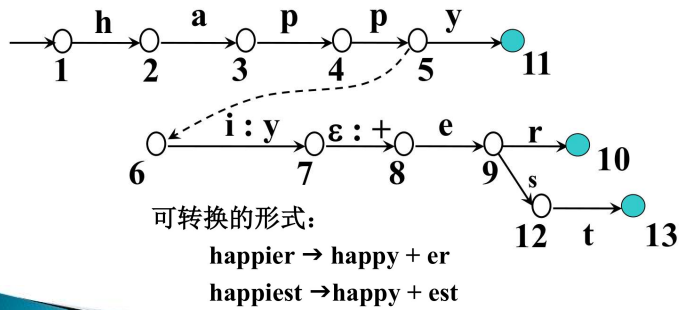 h a p p y
1 2 3 4 5 11
i : y ε : + e r
6 7 8 9 10
s
12 t 13
可转换的形式：
happier → happy + er
happiest →happy + est